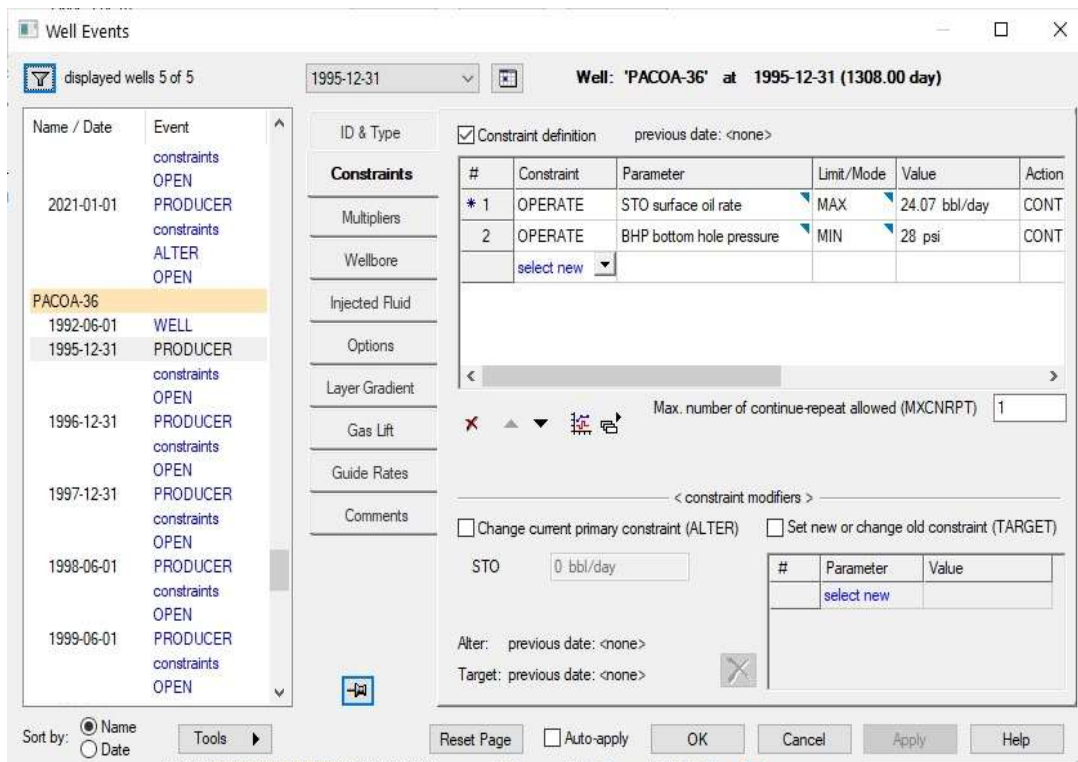 Well Events
displayed wells 5 of 5
1995-12-31
Well: 'PACOA-36' at 1995-12-31 (1308.00 day)
Name / Date Event
constraints
OPEN
2021-01-01 PRODUCER
constraints
ALTER
OPEN
PACOA-36
1992-06-01 WELL
1995-12-31 PRODUCER
constraints
OPEN
1996-12-31 PRODUCER
constraints
OPEN
1997-12-31 PRODUCER
constraints
OPEN
1998-06-01 PRODUCER
constraints
OPEN
1999-06-01 PRODUCER
constraints
OPEN
ID & Type
Constraints
Multipliers
Wellbore
Injected Fluid
Options
Layer Gradient
Gas Lift
Guide Rates
Comments
Constraint definition previous date: <none>
# Constraint Parameter Limit/Mode Value Action
* 1 OPERATE STO surface oil rate MAX 24.07 bbl/day CONT
2 OPERATE BHP bottom hole pressure MIN 28 psi CONT
select new
Max. number of continue-repeat allowed (MXCNRPT) 1
< constraint modifiers >
Change current primary constraint (ALTER)
Set new or change old constraint (TARGET)
STO 0 bbl/day
# Parameter Value
select new
Alter: previous date: <none>
Target: previous date: <none>
Sort by: Name
Date
Tools
Reset Page
Auto-apply
OK
Cancel
Apply
Help